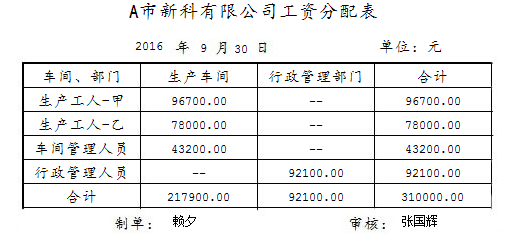 A市新科有限公司工资分配表
2016 年 9 月 30 日 单位：元
车间、部门 生产车间 行政管理部门 合计
生产工人-甲 96700.00 -- 96700.00
生产工人-乙 78000.00 -- 78000.00
车间管理人员 43200.00 -- 43200.00
行政管理人员 -- 92100.00 92100.00
合计 217900.00 92100.00 310000.00
制单： 赖夕 审核： 张国辉